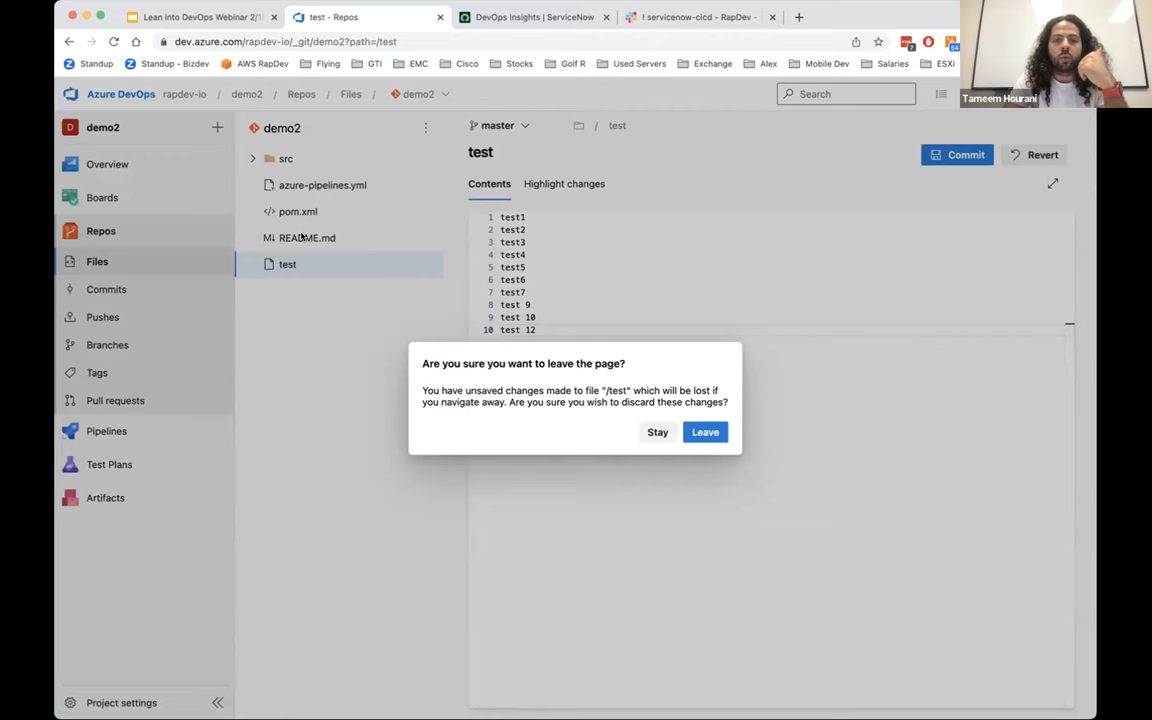 Lean into DevOps Webinar 2/1
test - Repos
DevOps Insights | ServiceNow
! servicenow-cicd - RapDev -
dev.azure.com/rapdev-io/_git/demo2?path=/test
7
64
Standup
Standup - Bizdev
AWS RapDev
Flying
GTI
EMC
Cisco
Stocks
Golf R
Used Servers
Exchange
Alex
Mobile Dev
Salaries
ESXi
Tameem Hourani
Azure DevOps
rapdev-io / demo2 / Repos / Files / demo2
Search
D demo2
Overview
Boards
Repos
Files
Commits
Pushes
Branches
Tags
Pull requests
Pipelines
Test Plans
Artifacts
Project settings
demo2
src
azure-pipelines.yml
</> pom.xml
M↓ README.md
test
master
/ test
test
Commit
Revert
Contents
Highlight changes
1 test1
2 test2
3 test3
4 test4
5 test5
6 test6
7 test7
8 test 9
9 test 10
10 test 12
Are you sure you want to leave the page?
You have unsaved changes made to file "/test" which will be lost if
you navigate away. Are you sure you wish to discard these changes?
Stay
Leave